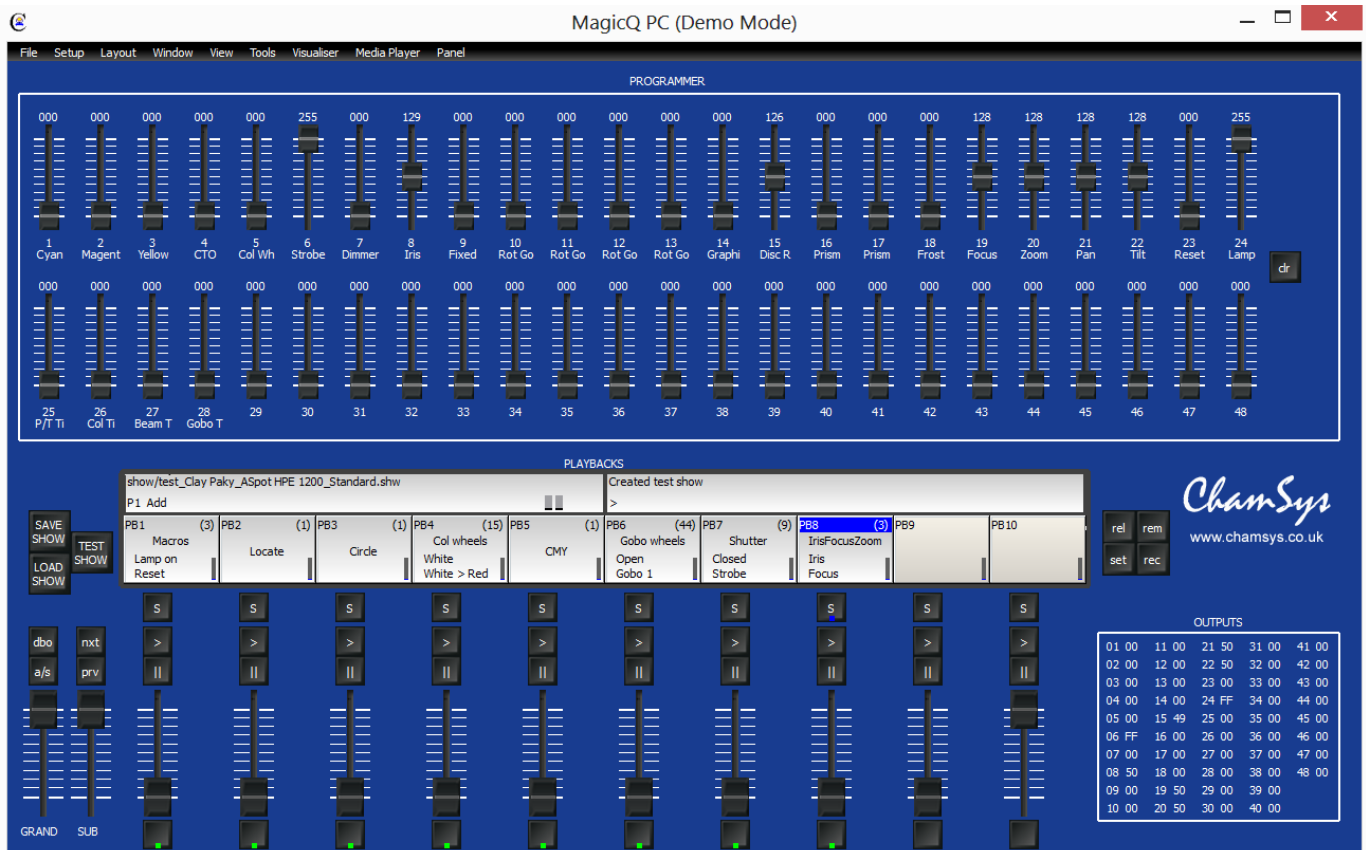 MagicQ PC (Demo Mode)
File Setup Layout Window View Tools Visualiser Media Player Panel
PROGRAMMER
000 000 000 000 000 255 000 129 000 000 000 000 000 000 126 000 000 000 128 128 128 128 000 255
1 2 3 4 5 6 7 8 9 10 11 12 13 14 15 16 17 18 19 20 21 22 23 24
Cyan Magent Yellow CTO Col Wh Strobe Dimmer Iris Fixed Rot Go Rot Go Rot Go Rot Go Graphi Disc R Prism Prism Frost Focus Zoom Pan Tilt Reset Lamp
clr
000 000 000 000 000 000 000 000 000 000 000 000 000 000 000 000 000 000 000 000 000 000 000 000
25 26 27 28 29 30 31 32 33 34 35 36 37 38 39 40 41 42 43 44 45 46 47 48
P/T Ti Col Ti Beam T Gobo T
PLAYBACKS
show/test_Clay Paky_ASpot HPE 1200_Standard.shw Created test show
P1 Add >
PB1 (3) PB2 (1) PB3 (1) PB4 (15) PB5 (1) PB6 (44) PB7 (9) PB8 (3) PB9 PB10
Macros Col wheels Gobo wheels Shutter IrisFocusZoom
Locate Circle CMY
Lamp on White Open Closed Iris
Reset White > Red Gobo 1 Strobe Focus
SAVE
SHOW
LOAD
SHOW
TEST
SHOW
rel rem
set rec
ChamSys
www.chamsys.co.uk
S S S S S S S S S S
dbo nxt > > > > > > > > > >
a/s prv || || || || || || || || || ||
GRAND SUB
OUTPUTS
01 00 11 00 21 50 31 00 41 00
02 00 12 00 22 50 32 00 42 00
03 00 13 00 23 00 33 00 43 00
04 00 14 00 24 FF 34 00 44 00
05 00 15 49 25 00 35 00 45 00
06 FF 16 00 26 00 36 00 46 00
07 00 17 00 27 00 37 00 47 00
08 50 18 00 28 00 38 00 48 00
09 00 19 50 29 00 39 00
10 00 20 50 30 00 40 00